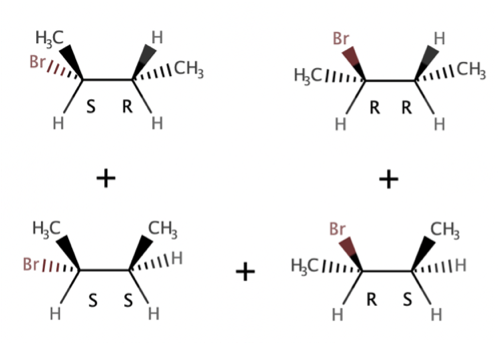 H₃C H Br H
Br CH₃ H₃C CH₃
H S R H H R R H
+ +
H₃C CH₃ Br CH₃
Br H H₃C H
+
H S S H H R S H